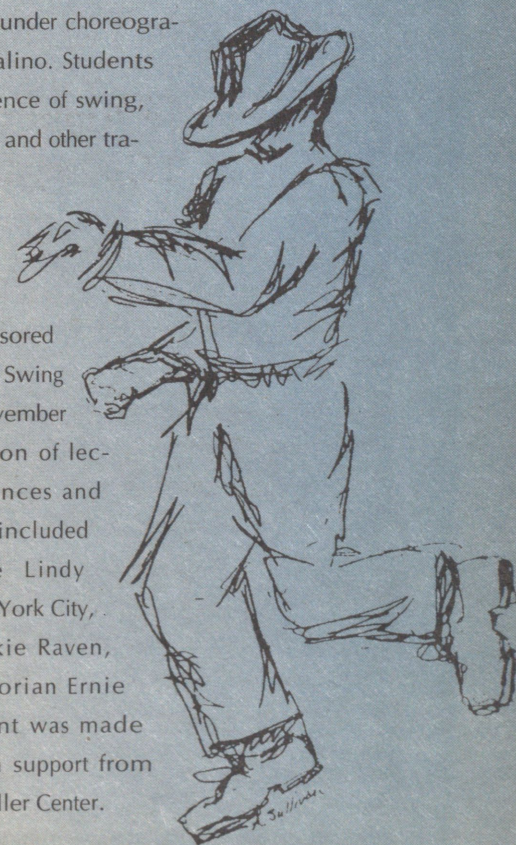 under choreogra-
alino. Students
ence of swing,
and other tra-
sored
Swing
vember
on of lec-
nces and
included
Lindy
York City,
kie Raven,
orian Ernie
nt was made
support from
ller Center.
Sullivan